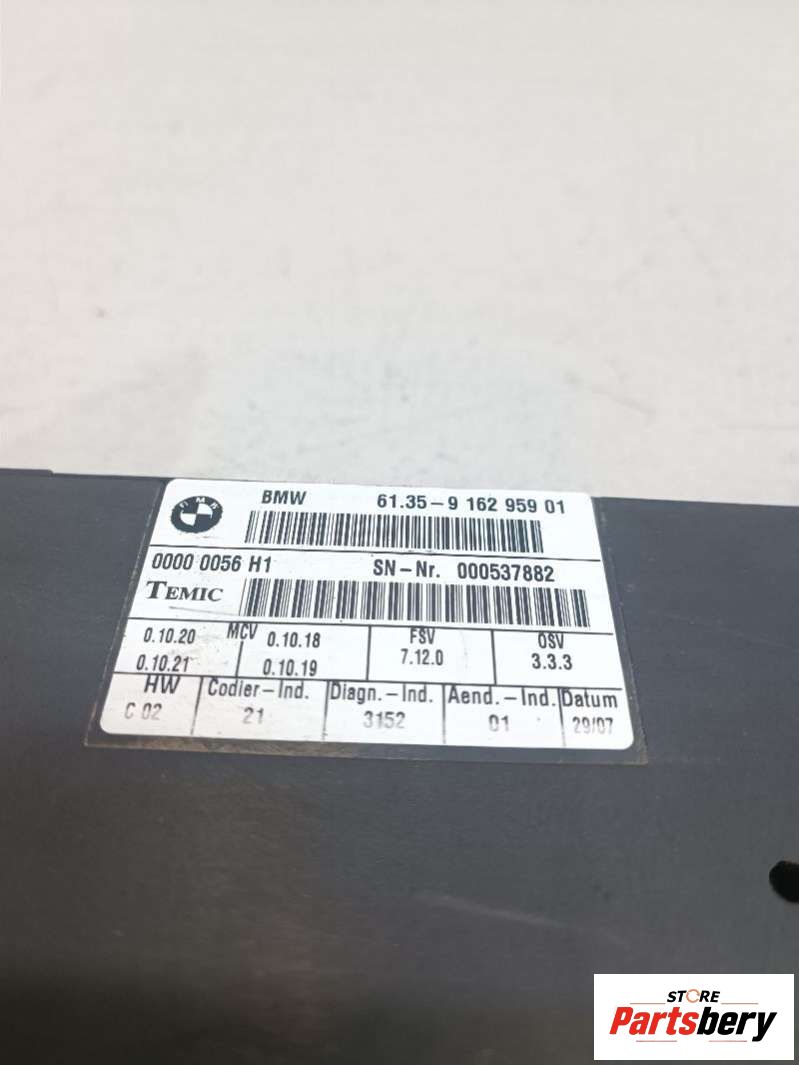 BMW
BMW 61.35-9 162 959 01
0000 0056 H1 SN-Nr. 000537882
TEMIC
0.10.20 MCV 0.10.18 FSV OSV
0.10.21 0.10.19 7.12.0 3.3.3
HW Codier-Ind. Diagn.-Ind. Aend.-Ind. Datum
C 02 21 3152 01 29/07
STORE
Partsbery